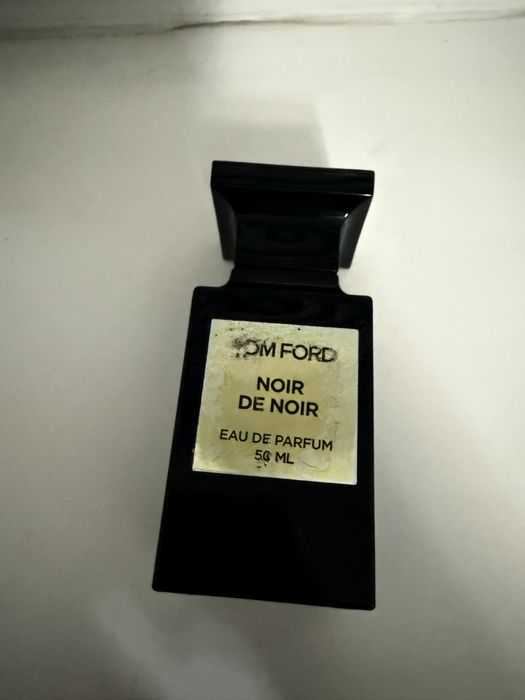 TOM FORD
NOIR
DE NOIR
EAU DE PARFUM
50 ML